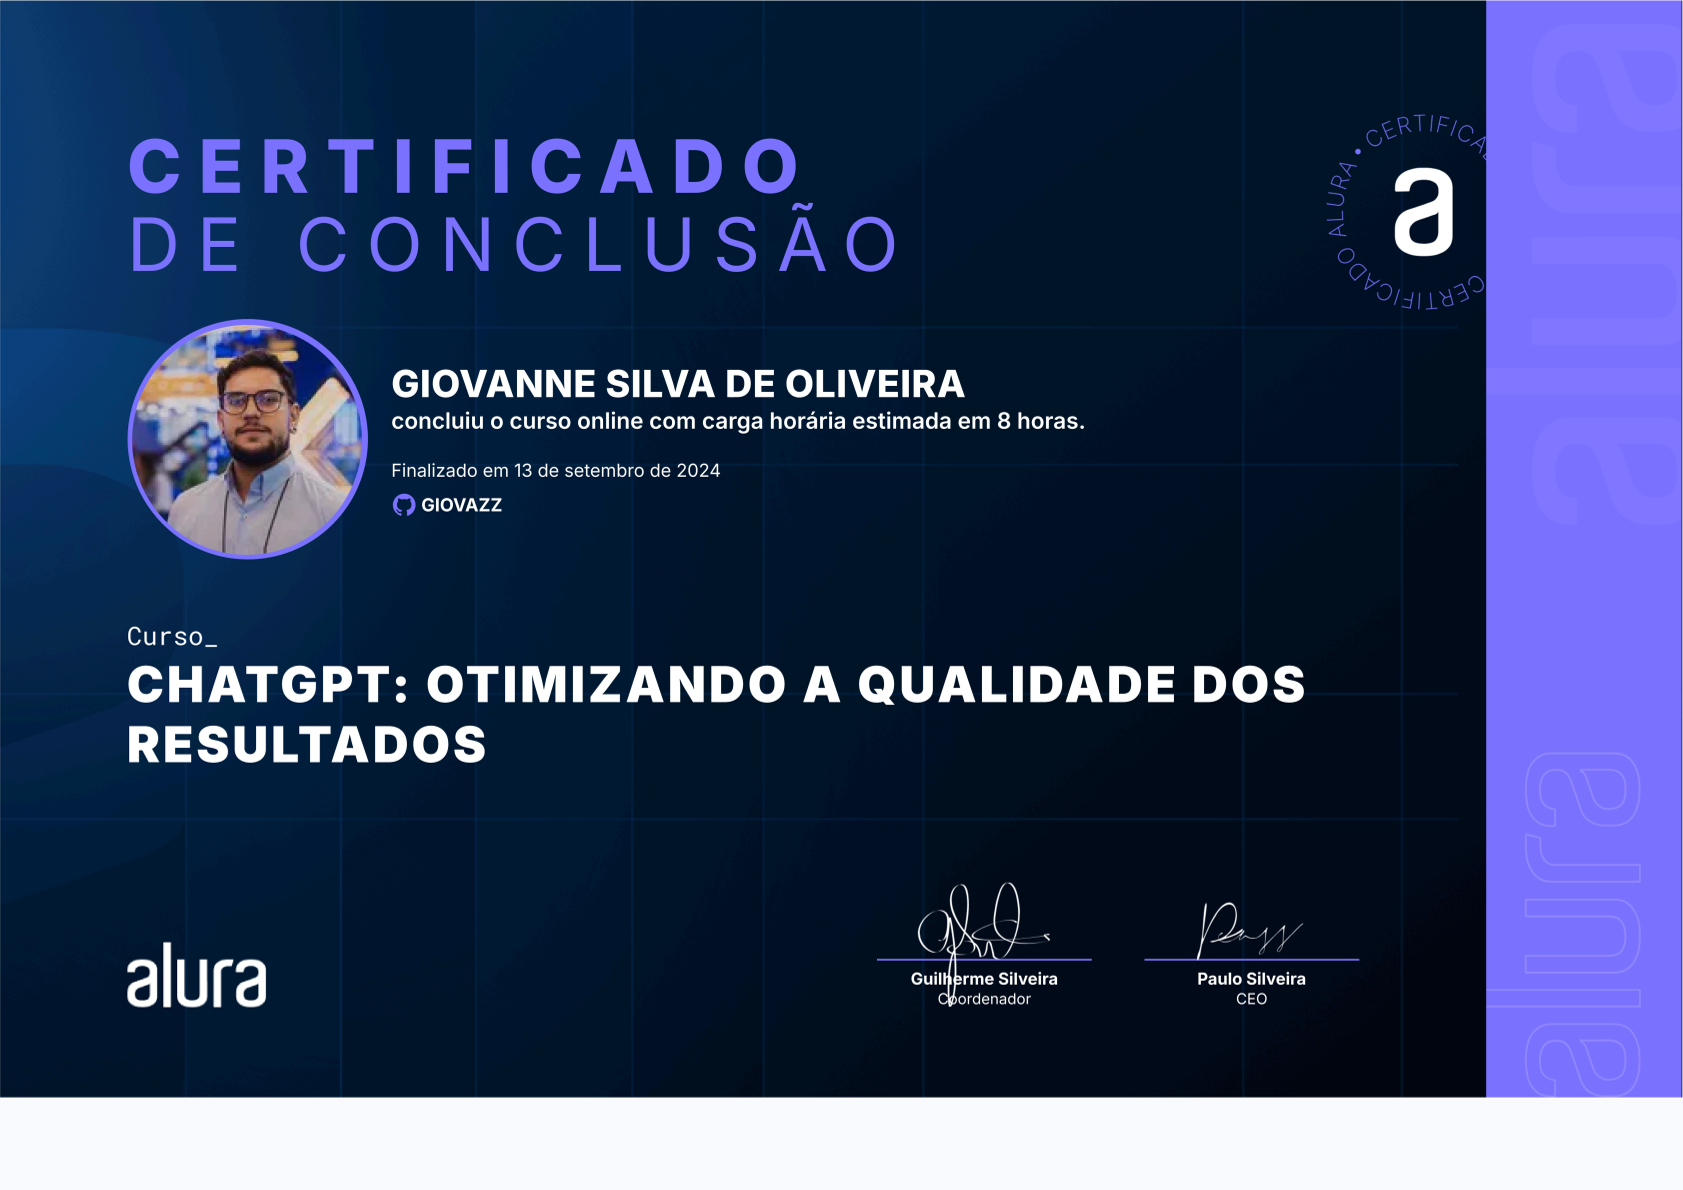 CERTIFICADO
DE CONCLUSÃO
CERTIFICADO ALURA • CERTIFICA
a
GIOVANNE SILVA DE OLIVEIRA
concluiu o curso online com carga horária estimada em 8 horas.
Finalizado em 13 de setembro de 2024
GIOVAZZ
Curso_
CHATGPT: OTIMIZANDO A QUALIDADE DOS
RESULTADOS
alura
Guilherme Silveira
Coordenador
Paulo Silveira
CEO
alura
alura